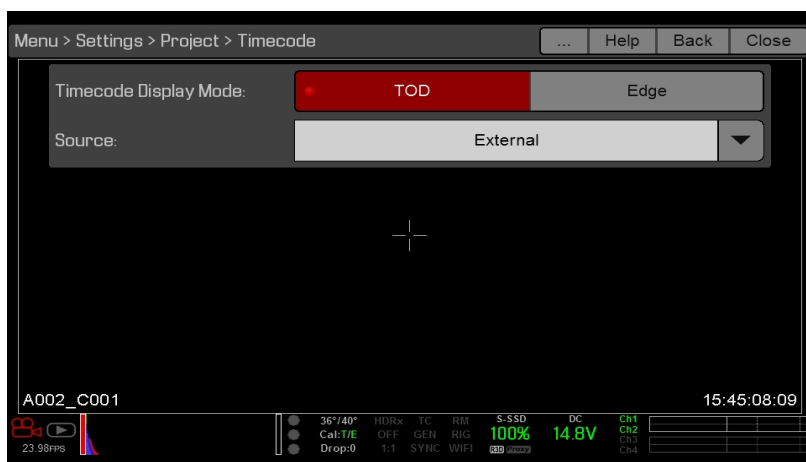 Menu > Settings > Project > Timecode ... Help Back Close
Timecode Display Mode: TOD Edge
Source: External
A002_C001 15:45:08:09
36°/40° HDRx TC RM S-SSD DC Ch1
Cal:T/E OFF GEN RIG 100% 14.8V Ch2
23.98FPS Drop:0 1:1 SYNC WIFI R3D Proxy Ch3
Ch4